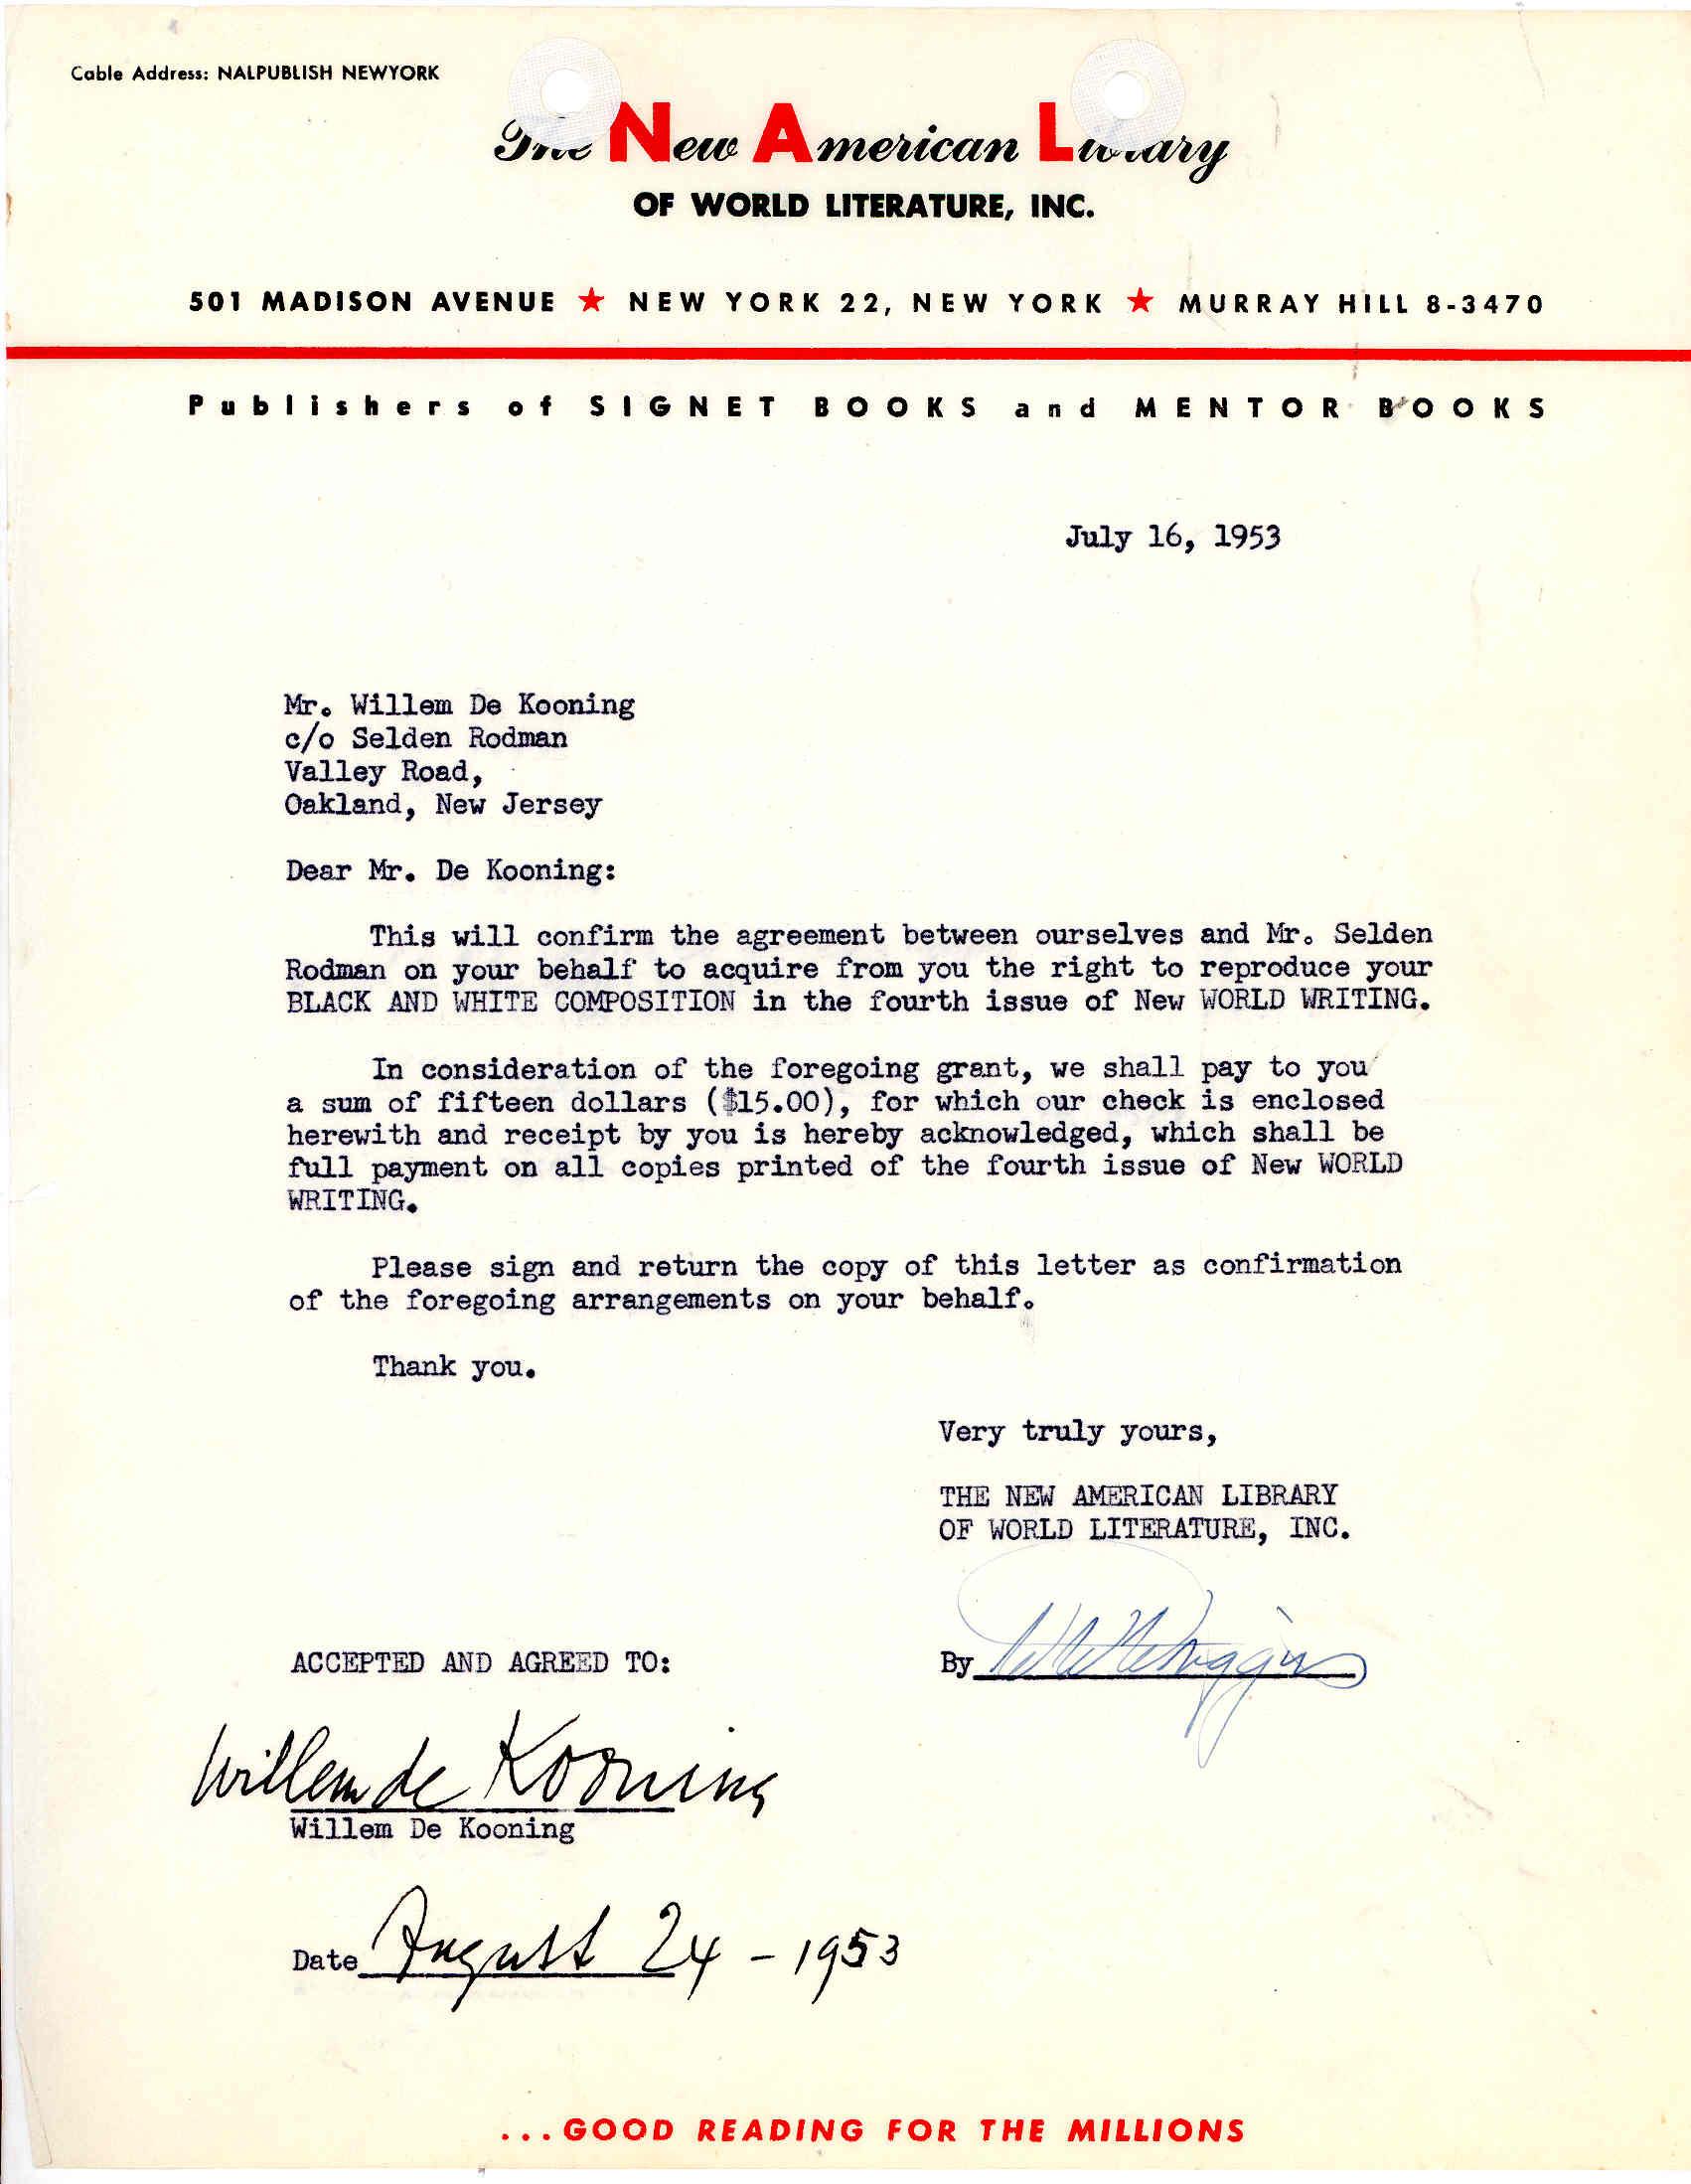 Cable Address: NALPUBLISH NEWYORK
The New American Library
OF WORLD LITERATURE, INC.
501 MADISON AVENUE ★ NEW YORK 22, NEW YORK ★ MURRAY HILL 8-3470
Publishers of SIGNET BOOKS and MENTOR BOOKS
July 16, 1953
Mr. Willem De Kooning
c/o Selden Rodman
Valley Road,
Oakland, New Jersey
Dear Mr. De Kooning:
This will confirm the agreement between ourselves and Mr. Selden
Rodman on your behalf to acquire from you the right to reproduce your
BLACK AND WHITE COMPOSITION in the fourth issue of New WORLD WRITING.
In consideration of the foregoing grant, we shall pay to you
a sum of fifteen dollars ($15.00), for which our check is enclosed
herewith and receipt by you is hereby acknowledged, which shall be
full payment on all copies printed of the fourth issue of New WORLD
WRITING.
Please sign and return the copy of this letter as confirmation
of the foregoing arrangements on your behalf.
Thank you.
Very truly yours,
THE NEW AMERICAN LIBRARY
OF WORLD LITERATURE, INC.
ACCEPTED AND AGREED TO:
By
Willem de Kooning
Willem De Kooning
Date August 24 - 1953
...GOOD READING FOR THE MILLIONS